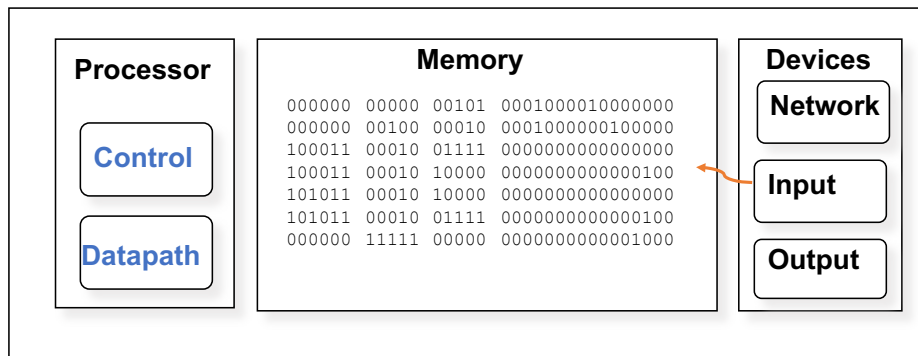 Processor
Control
Datapath
Memory
000000 00000 00101 0001000010000000
000000 00100 00010 0001000000100000
100011 00010 01111 0000000000000000
100011 00010 10000 0000000000000100
101011 00010 10000 0000000000000000
101011 00010 01111 0000000000000100
000000 11111 00000 0000000000001000
Devices
Network
Input
Output